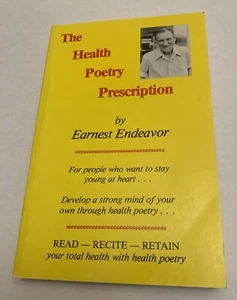 The
Health
Poetry
Prescription
by
Earnest Endeavor
For people who want to stay
young at heart . . .
Develop a strong mind of your
own through health poetry . . .
READ — RECITE — RETAIN
your total health with health poetry